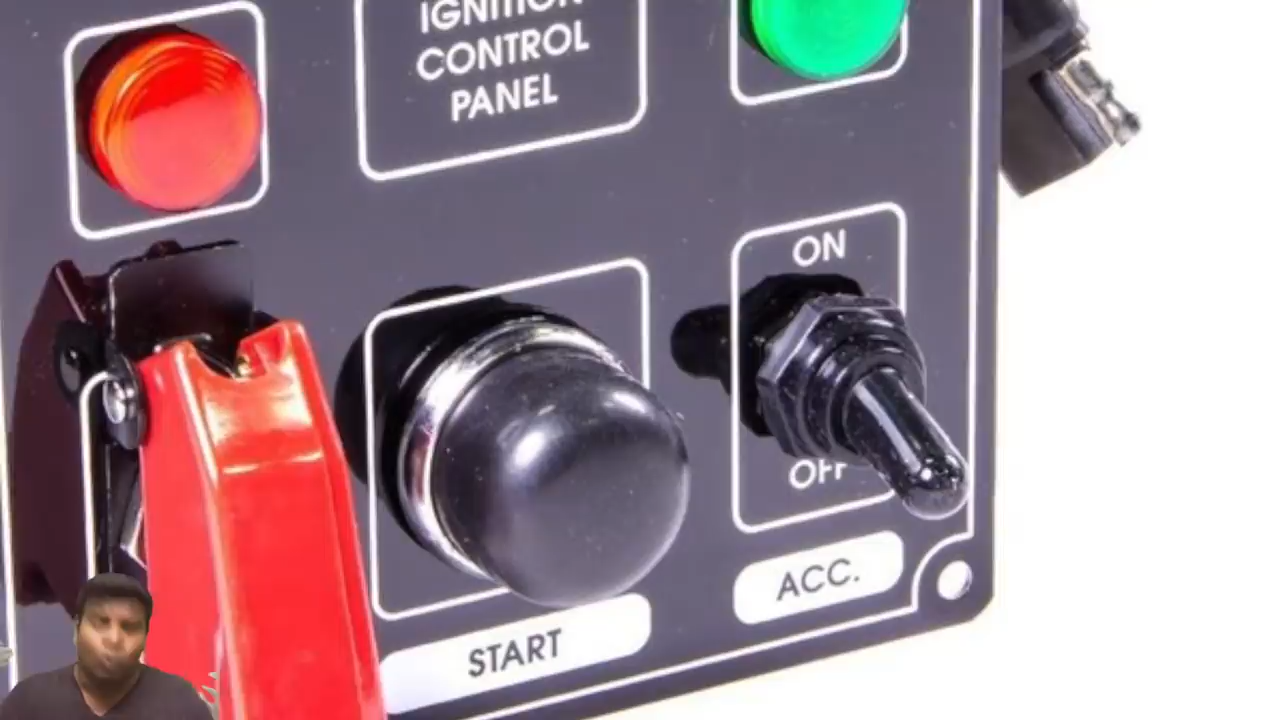 IGNITION
CONTROL
PANEL
ON
OFF
ACC.
START